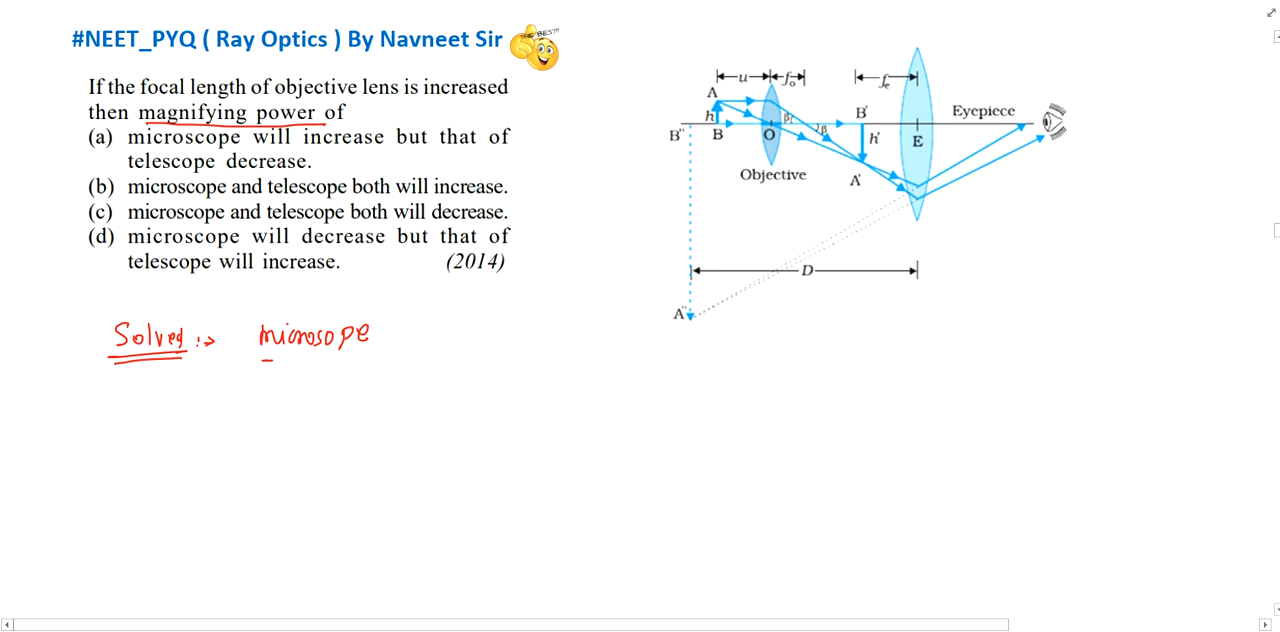 #NEET_PYQ ( Ray Optics ) By Navneet Sir
THE BEST!!
If the focal length of objective lens is increased
then magnifying power of
(a) microscope will increase but that of
telescope decrease.
(b) microscope and telescope both will increase.
(c) microscope and telescope both will decrease.
(d) microscope will decrease but that of
telescope will increase. (2014)
Solved :→ microsope
u fo fe
A
h β β B′ Eyepiece
B″ B O h′ E
Objective A′
D
A″